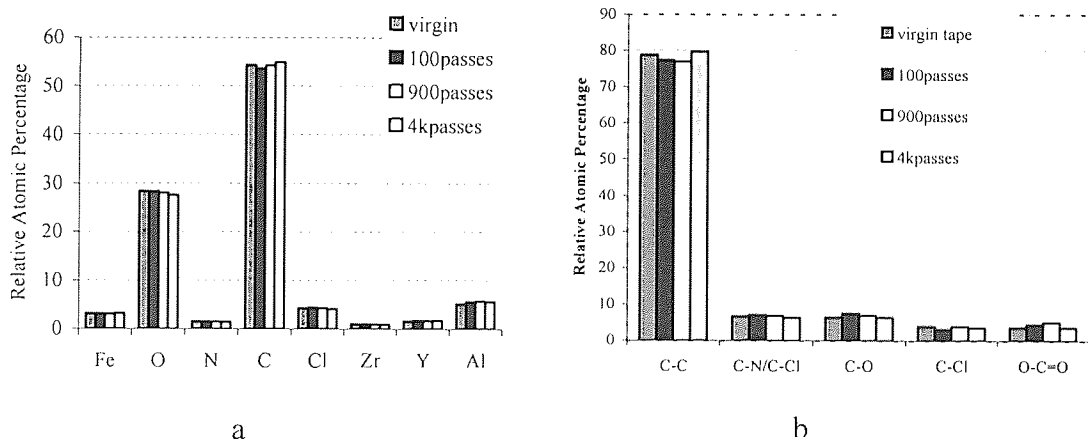 virgin
100passes
900passes
4kpasses
Relative Atomic Percentage
60
50
40
30
20
10
0
Fe O N C Cl Zr Y Al
a
virgin tape
100passes
900passes
4kpasses
Relative Atomic Percentage
90
80
70
60
50
40
30
20
10
0
C-C C-N/C-Cl C-O C-Cl O-C=O
b